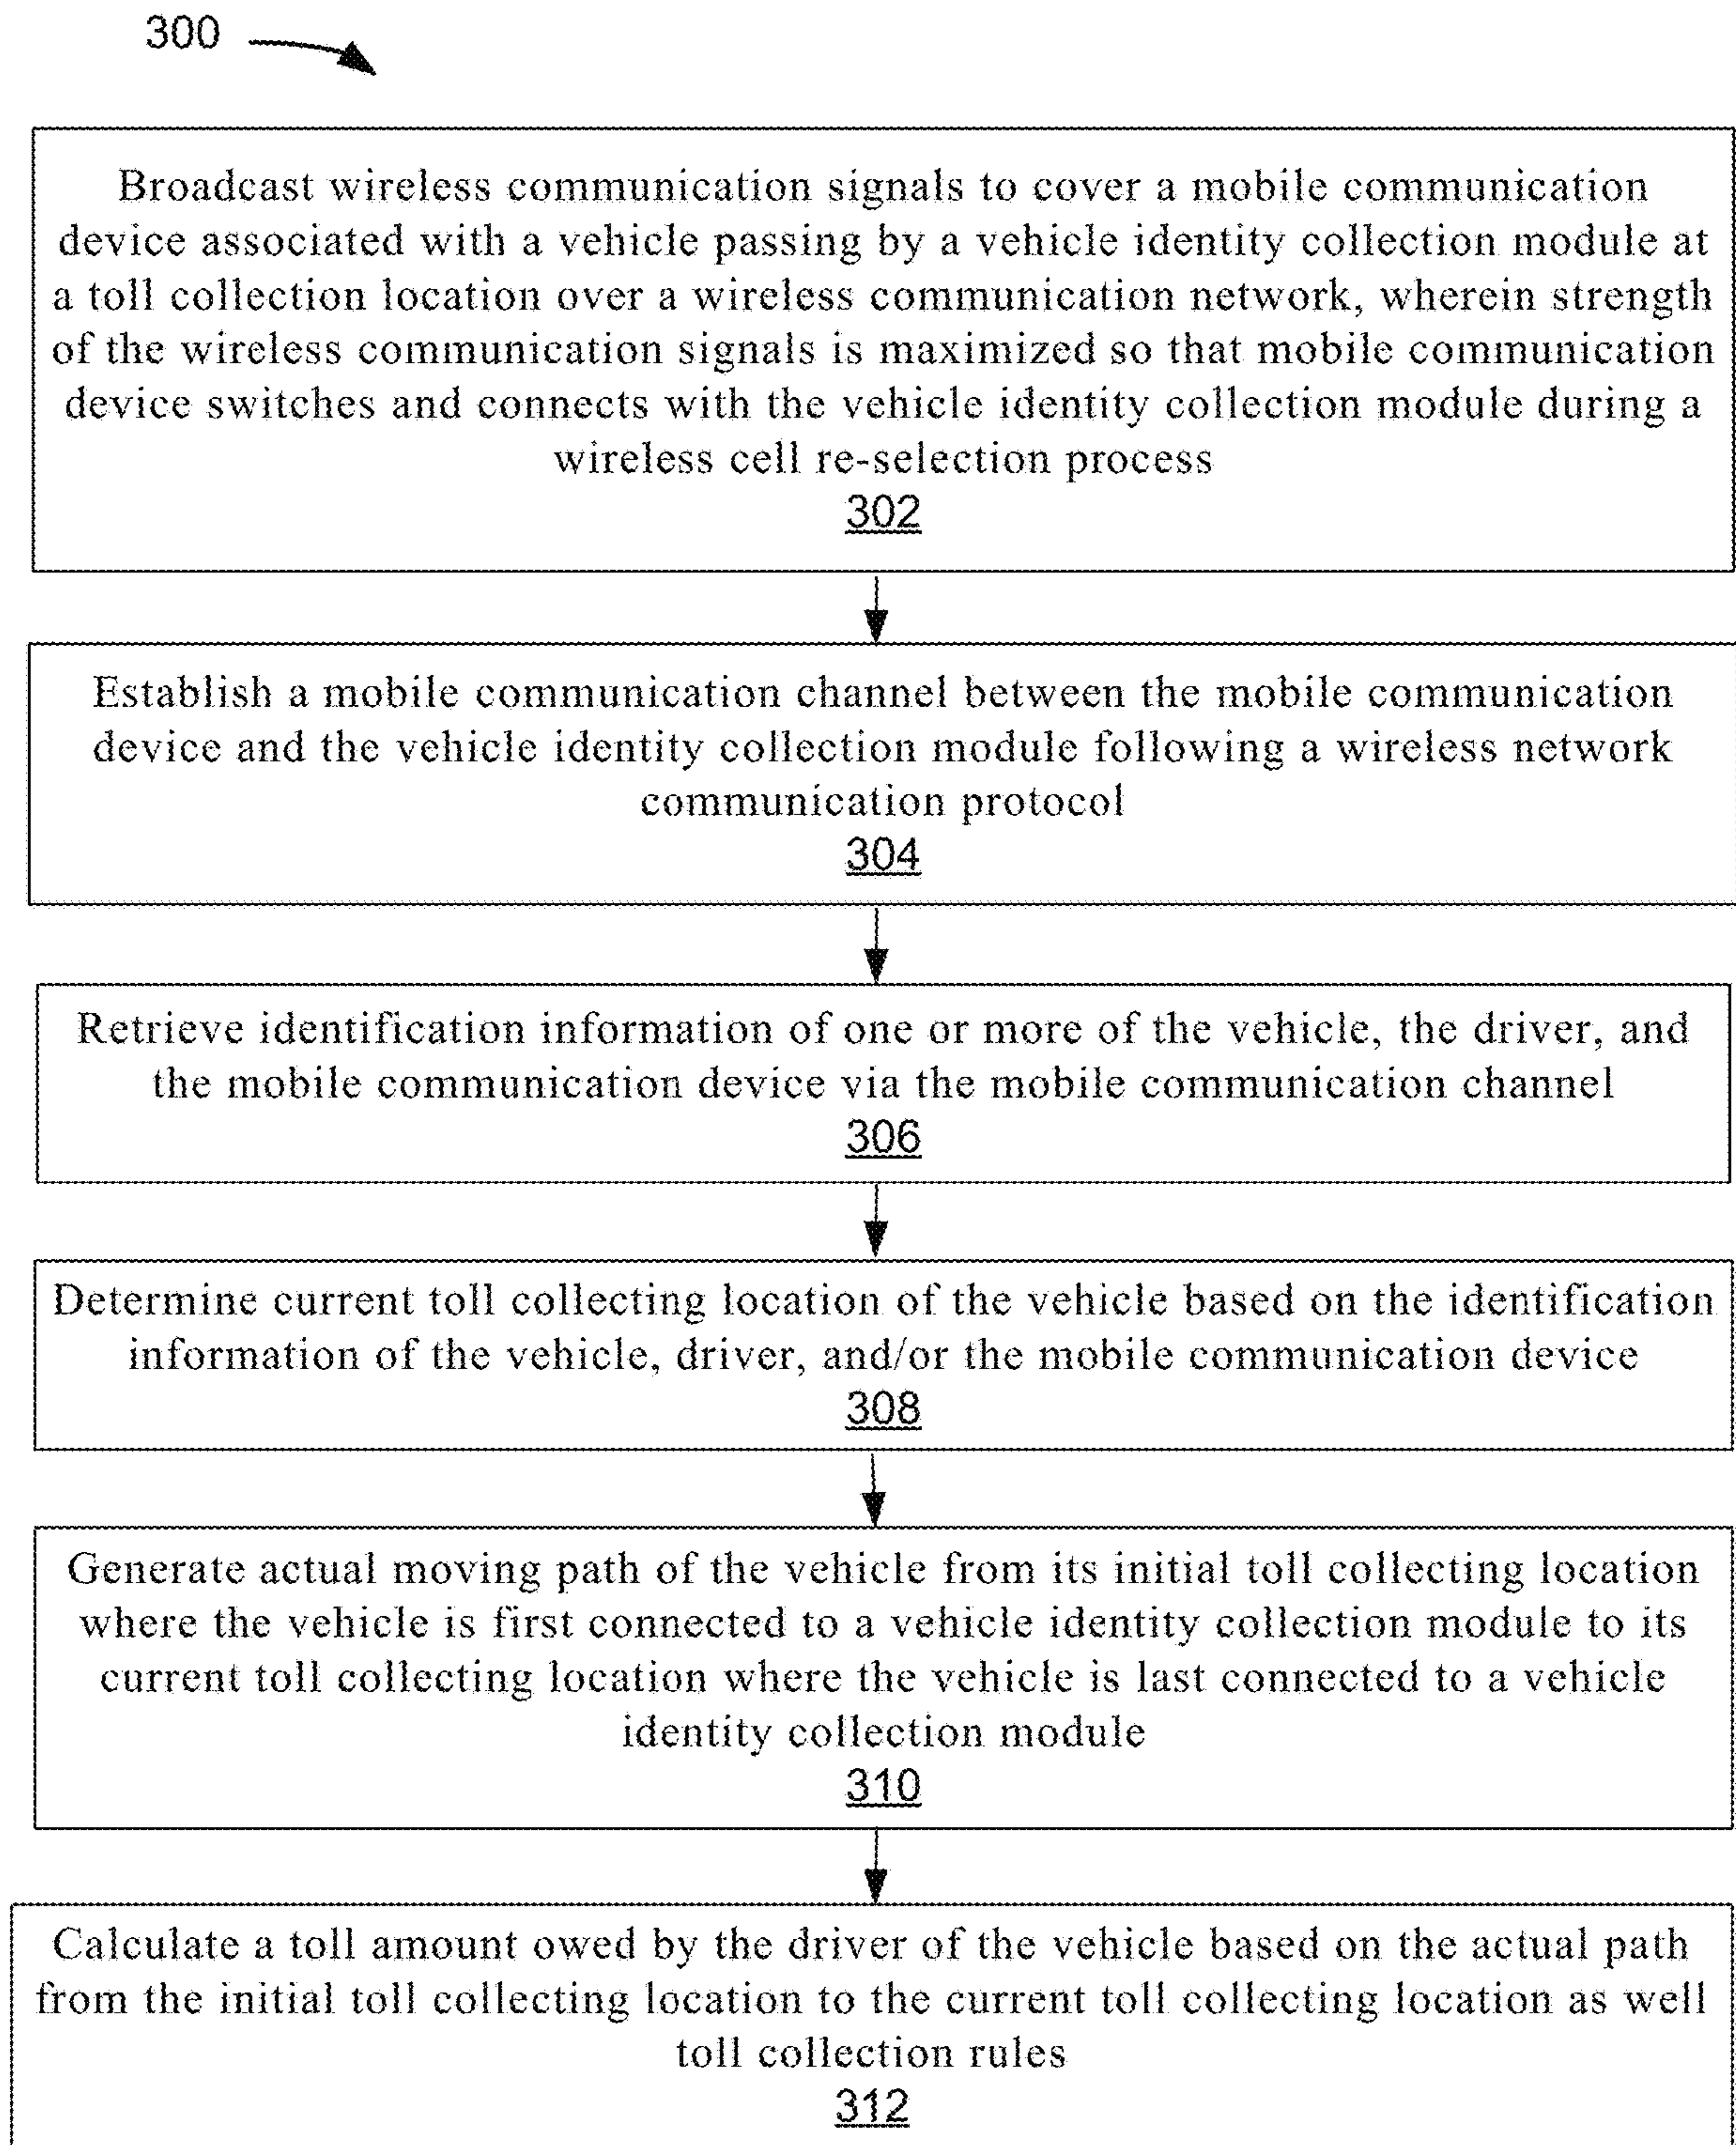 300
Broadcast wireless communication signals to cover a mobile communication
device associated with a vehicle passing by a vehicle identity collection module at
a toll collection location over a wireless communication network, wherein strength
of the wireless communication signals is maximized so that mobile communication
device switches and connects with the vehicle identity collection module during a
wireless cell re-selection process
302
Establish a mobile communication channel between the mobile communication
device and the vehicle identity collection module following a wireless network
communication protocol
304
Retrieve identification information of one or more of the vehicle, the driver, and
the mobile communication device via the mobile communication channel
306
Determine current toll collecting location of the vehicle based on the identification
information of the vehicle, driver, and/or the mobile communication device
308
Generate actual moving path of the vehicle from its initial toll collecting location
where the vehicle is first connected to a vehicle identity collection module to its
current toll collecting location where the vehicle is last connected to a vehicle
identity collection module
310
Calculate a toll amount owed by the driver of the vehicle based on the actual path
from the initial toll collecting location to the current toll collecting location as well
toll collection rules
312